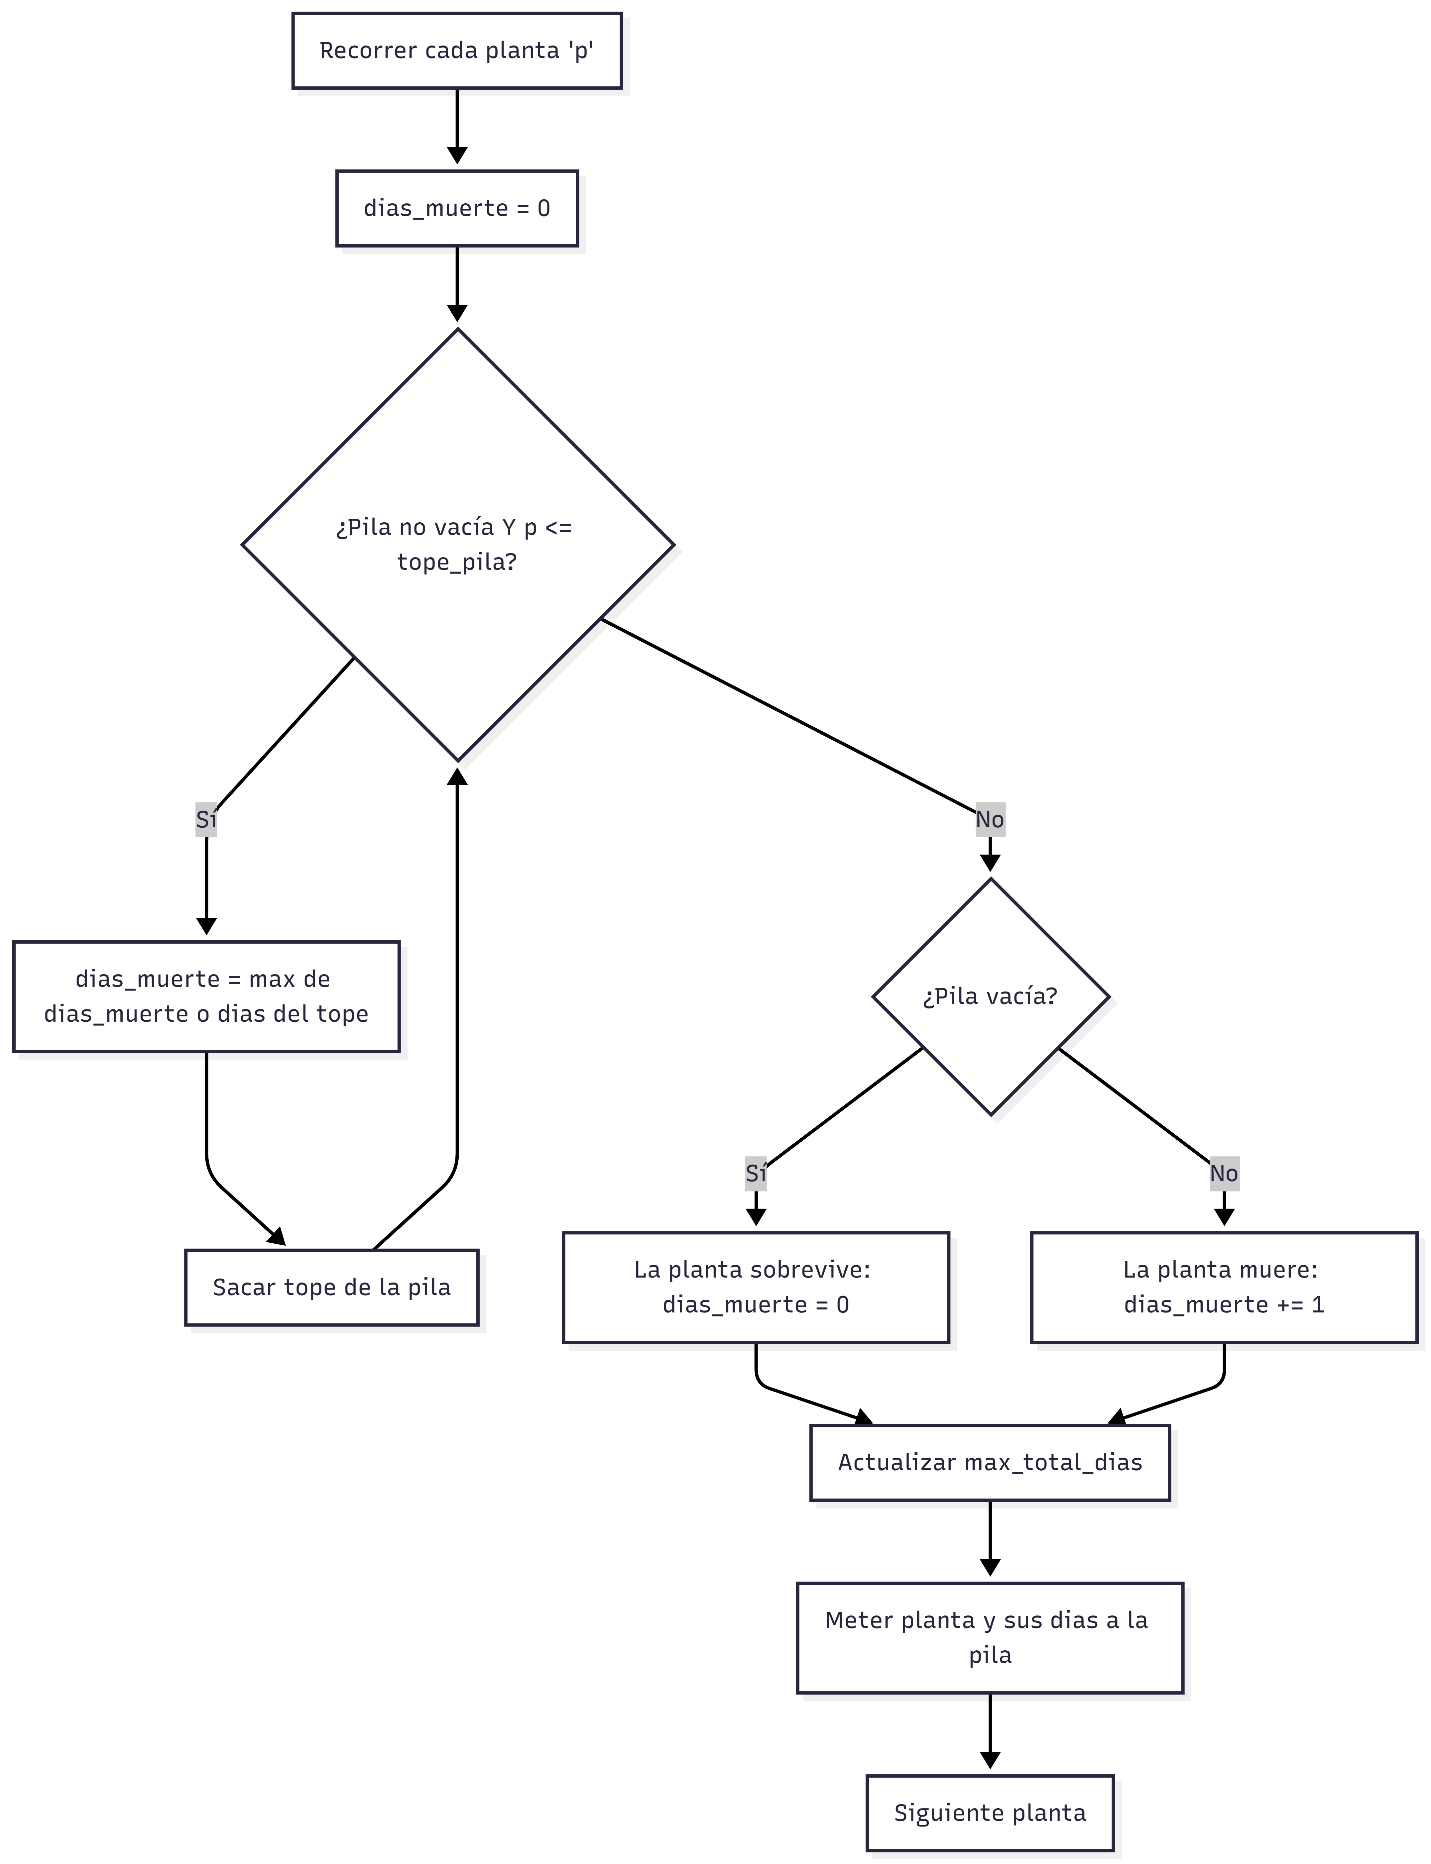 Recorrer cada planta 'p'
dias_muerte = 0
¿Pila no vacía Y p <=
tope_pila?
Sí
No
dias_muerte = max de
dias_muerte o dias del tope
¿Pila vacía?
Sí
No
Sacar tope de la pila
La planta sobrevive:
dias_muerte = 0
La planta muere:
dias_muerte += 1
Actualizar max_total_dias
Meter planta y sus dias a la
pila
Siguiente planta